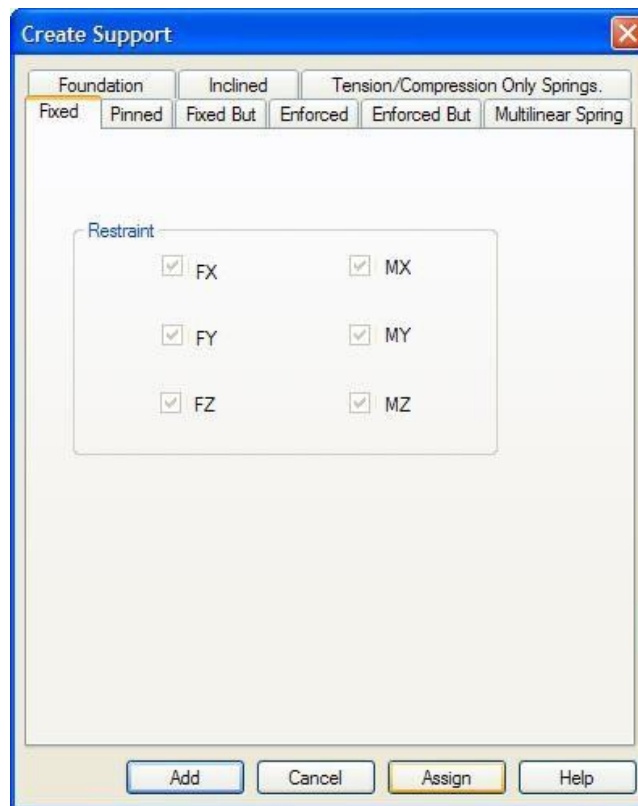 Create Support
Foundation Inclined Tension/Compression Only Springs.
Fixed Pinned Fixed But Enforced Enforced But Multilinear Spring
Restraint
FX MX
FY MY
FZ MZ
Add Cancel Assign Help